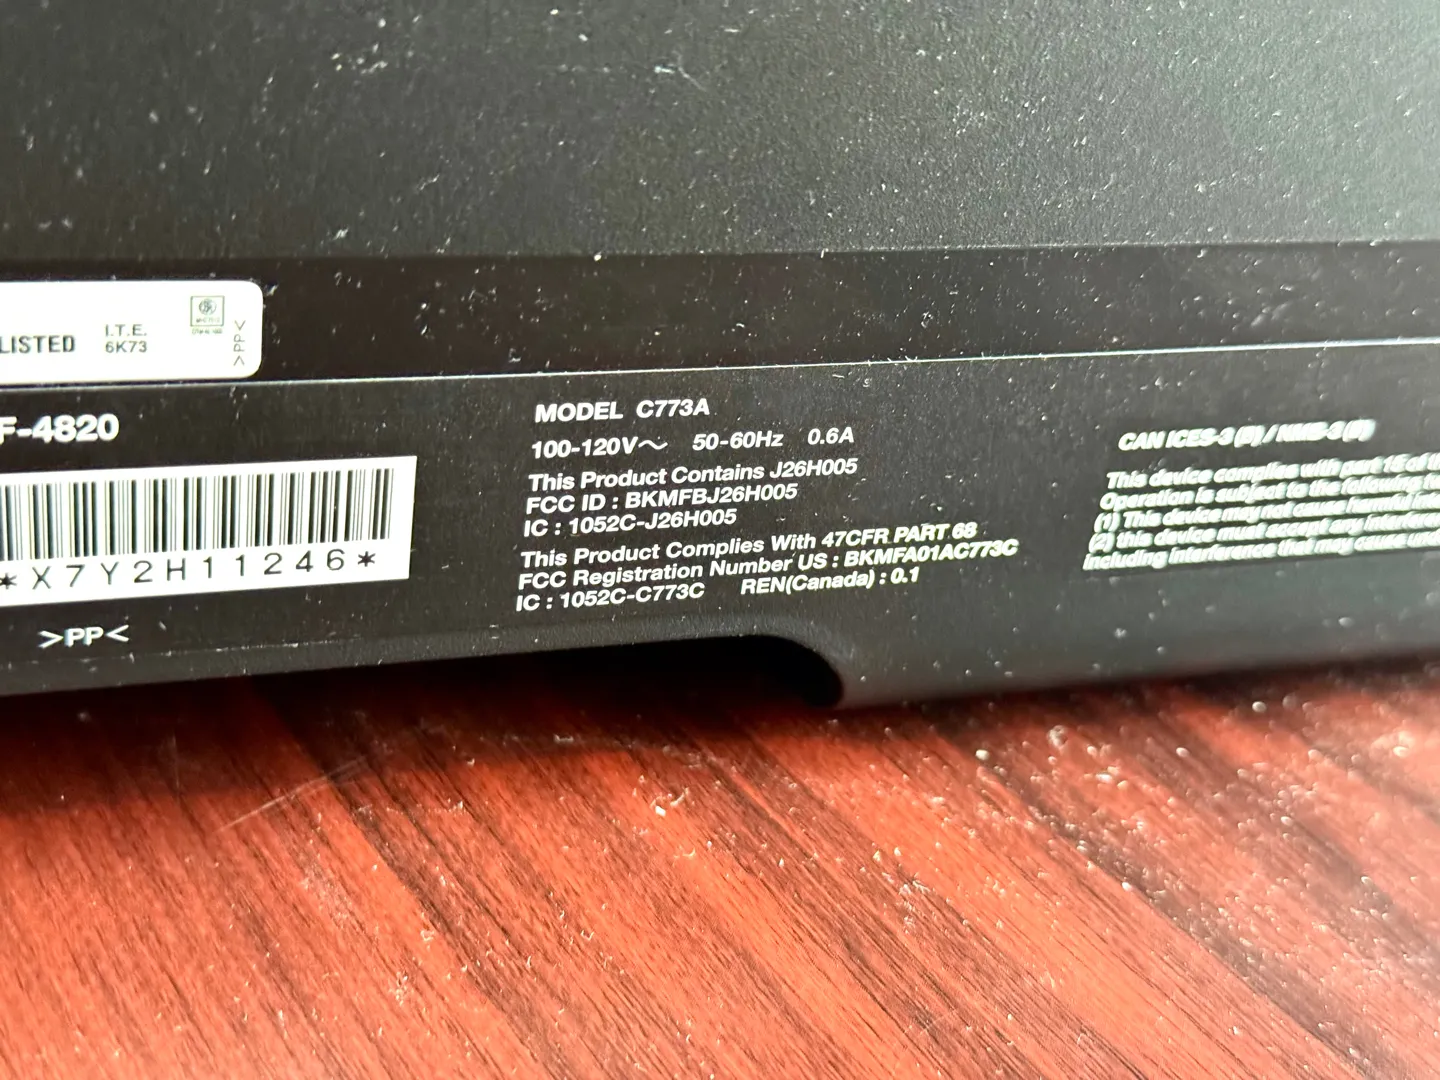 LISTED
I.T.E.
6K73
>PP<
F-4820
*X7Y2H11246*
>PP<
MODEL C773A
100-120V～ 50-60Hz 0.6A
This Product Contains J26H005
FCC ID : BKMFBJ26H005
IC : 1052C-J26H005
This Product Complies With 47CFR PART 68
FCC Registration Number US : BKMFA01AC773C
IC : 1052C-C773C REN(Canada) : 0.1
CAN ICES-3 (B) / NMB-3 (B)
This device complies with part 15 of
Operation is subject to the following
(1) This device may not cause harmful
(2) this device must accept any
including interference that may cause